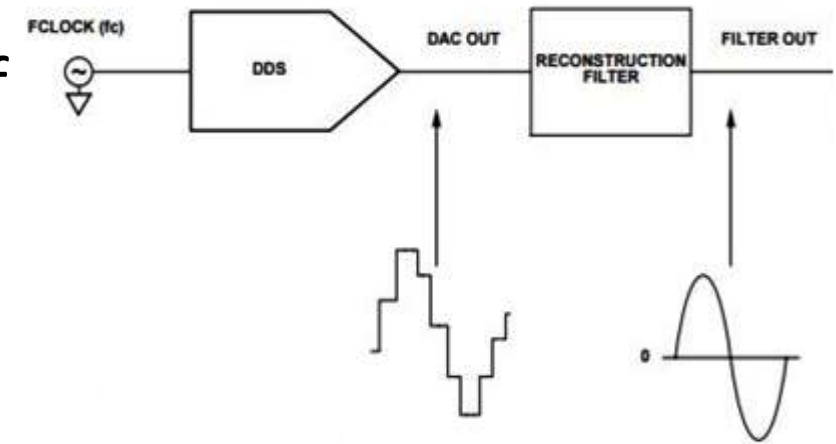 FCLOCK (fc)
DDS
DAC OUT
RECONSTRUCTION
FILTER
FILTER OUT
0